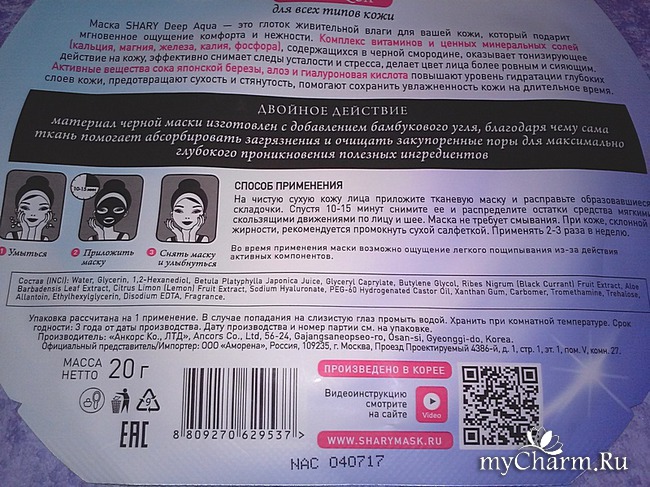 для всех типов кожи
Маска SHARY Deep Aqua — это глоток живительной влаги для вашей кожи, который подарит
мгновенное ощущение комфорта и нежности. Комплекс витаминов и ценных минеральных солей
(кальция, магния, железа, калия, фосфора), содержащихся в черной смородине, оказывает тонизирующее
действие на кожу, эффективно снимает следы усталости и стресса, делает цвет лица более ровным и сияющим.
Активные вещества сока японской березы, алоэ и гиалуроновая кислота повышают уровень гидратации глубоких
слоев кожи, предотвращают сухость и стянутость, помогают сохранить увлажненность кожи на длительное время.
ДВОЙНОЕ ДЕЙСТВИЕ
материал черной маски изготовлен с добавлением бамбукового угля, благодаря чему сама
ткань помогает абсорбировать загрязнения и очищать закупоренные поры для максимально
глубокого проникновения полезных ингредиентов
10-15 мин
1 Умыться
2 Приложить маску
3 Снять маску и улыбнуться
СПОСОБ ПРИМЕНЕНИЯ
На чистую сухую кожу лица приложите тканевую маску и расправьте образовавшиеся
складочки. Спустя 10-15 минут снимите ее и распределите остатки средства мягкими
скользящими движениями по лицу и шее. Маска не требует смывания. При коже, склонной
жирности, рекомендуется промокнуть сухой салфеткой. Применять 2-3 раза в неделю.
Во время применения маски возможно ощущение легкого пощипывания из-за действия
активных компонентов.
Состав (INCI): Water, Glycerin, 1,2-Hexanediol, Betula Platyphylla Japonica Juice, Glyceryl Caprylate, Butylene Glycol, Ribes Nigrum (Black Currant) Fruit Extract, Aloe
Barbadensis Leaf Extract, Citrus Limon (Lemon) Fruit Extract, Sodium Hyaluronate, PEG-60 Hydrogenated Castor Oil, Xanthan Gum, Carbomer, Tromethamine, Trehalose,
Allantoin, Ethylhexylglycerin, Disodium EDTA, Fragrance.
Упаковка рассчитана на 1 применение. В случае попадания на слизистую глаз промыть водой. Хранить при комнатной температуре. Срок
годности: 3 года от даты производства. Дату производства и номер партии см. на упаковке.
Изготовитель: «Анкорс Ко., ЛТД», Ancors Co., Ltd, 56-24, Gajangsaneopseo-ro, Osan-si, Gyeonggi-do, Korea.
Официальный представитель/Импортер: ООО «Аморена», Россия, 109235, г. Москва, Проезд Проектируемый 4386-й, д. 1, стр. 1, эт. 1, пом. V, комн. 27.
МАССА
НЕТТО 20 г
EAC
8 809270 629537
ПРОИЗВЕДЕНО В КОРЕЕ
Видеоинструкцию
смотрите
на сайте
Video
WWW.SHARYMASK.RU
NAC 040717
myCharm.Ru